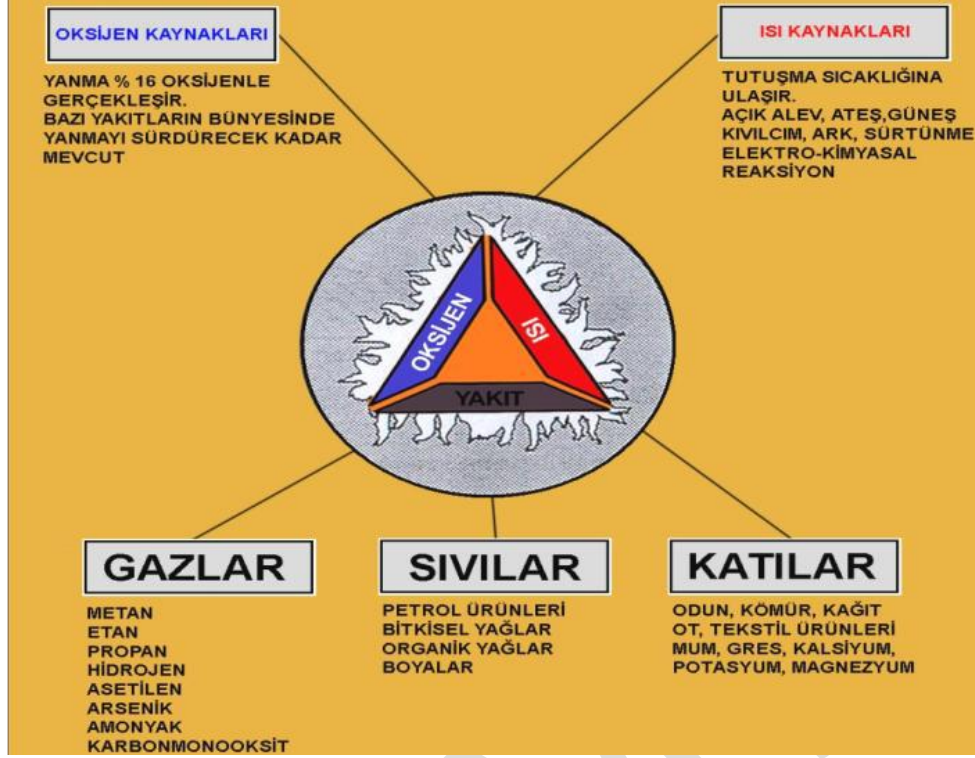 OKSİJEN KAYNAKLARI
YANMA % 16 OKSİJENLE
GERÇEKLEŞİR.
BAZI YAKITLARIN BÜNYESİNDE
YANMAYI SÜRDÜRECEK KADAR
MEVCUT
ISI KAYNAKLARI
TUTUŞMA SICAKLIĞINA
ULAŞIR.
AÇIK ALEV, ATEŞ,GÜNEŞ
KIVILCIM, ARK, SÜRTÜNME
ELEKTRO-KİMYASAL
REAKSİYON
OKSİJEN
ISI
YAKIT
GAZLAR
METAN
ETAN
PROPAN
HİDROJEN
ASETİLEN
ARSENİK
AMONYAK
KARBONMONOOKSİT
SIVILAR
PETROL ÜRÜNLERİ
BİTKİSEL YAĞLAR
ORGANİK YAĞLAR
BOYALAR
KATILAR
ODUN, KÖMÜR, KAĞIT
OT, TEKSTİL ÜRÜNLERİ
MUM, GRES, KALSİYUM,
POTASYUM, MAGNEZYUM